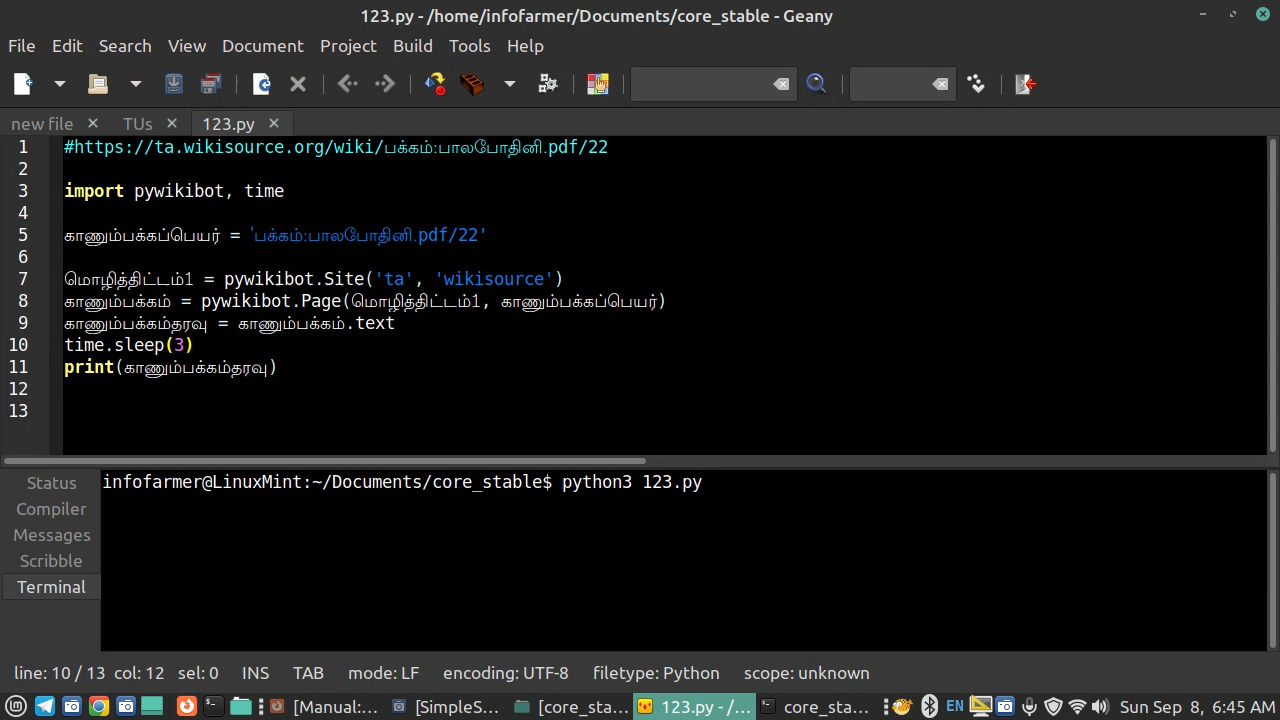 123.py - /home/infofarmer/Documents/core_stable - Geany
File Edit Search View Document Project Build Tools Help
new file TUs 123.py
1 #https://ta.wikisource.org/wiki/பக்கம்:பாலபோதினி.pdf/22
2
3 import pywikibot, time
4
5 காணும்பக்கப்பெயர் = 'பக்கம்:பாலபோதினி.pdf/22'
6
7 மொழித்திட்டம்1 = pywikibot.Site('ta', 'wikisource')
8 காணும்பக்கம் = pywikibot.Page(மொழித்திட்டம்1, காணும்பக்கப்பெயர்)
9 காணும்பக்கம்தரவு = காணும்பக்கம்.text
10 time.sleep(3)
11 print(காணும்பக்கம்தரவு)
12
13
Status
Compiler
Messages
Scribble
Terminal
infofarmer@LinuxMint:~/Documents/core_stable$ python3 123.py
line: 10 / 13 col: 12 sel: 0 INS TAB mode: LF encoding: UTF-8 filetype: Python scope: unknown
[Manual:... [SimpleS... [core_sta... 123.py - /... core_sta... EN Sun Sep 8, 6:45 AM